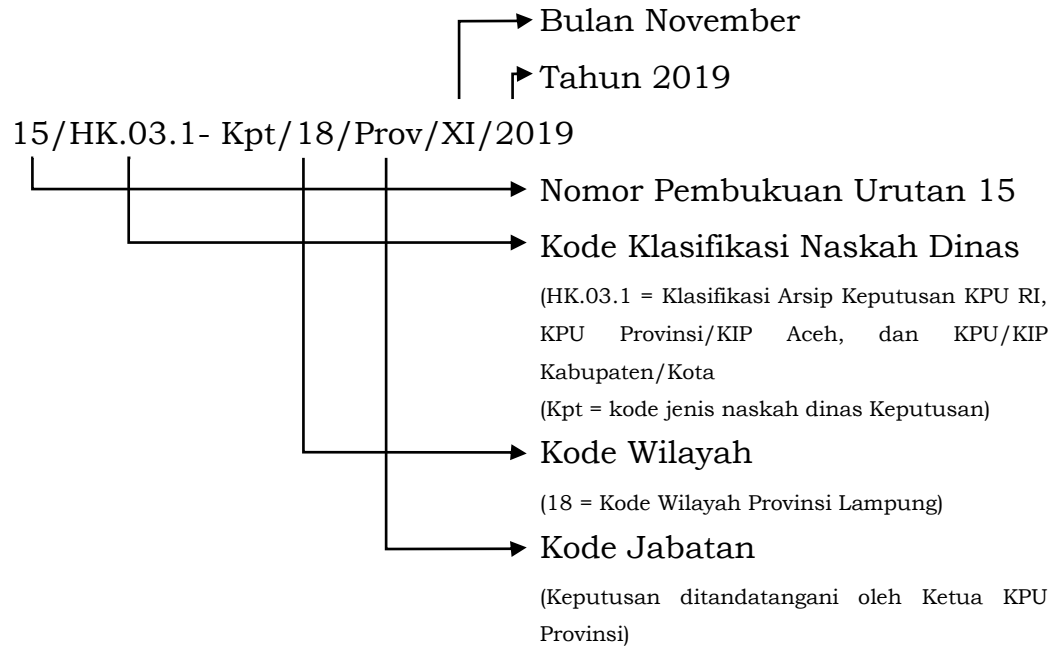 Bulan November
Tahun 2019
15/HK.03.1- Kpt/18/Prov/XI/2019
Nomor Pembukuan Urutan 15
Kode Klasifikasi Naskah Dinas
(HK.03.1 = Klasifikasi Arsip Keputusan KPU RI,
KPU Provinsi/KIP Aceh, dan KPU/KIP
Kabupaten/Kota
(Kpt = kode jenis naskah dinas Keputusan)
Kode Wilayah
(18 = Kode Wilayah Provinsi Lampung)
Kode Jabatan
(Keputusan ditandatangani oleh Ketua KPU
Provinsi)